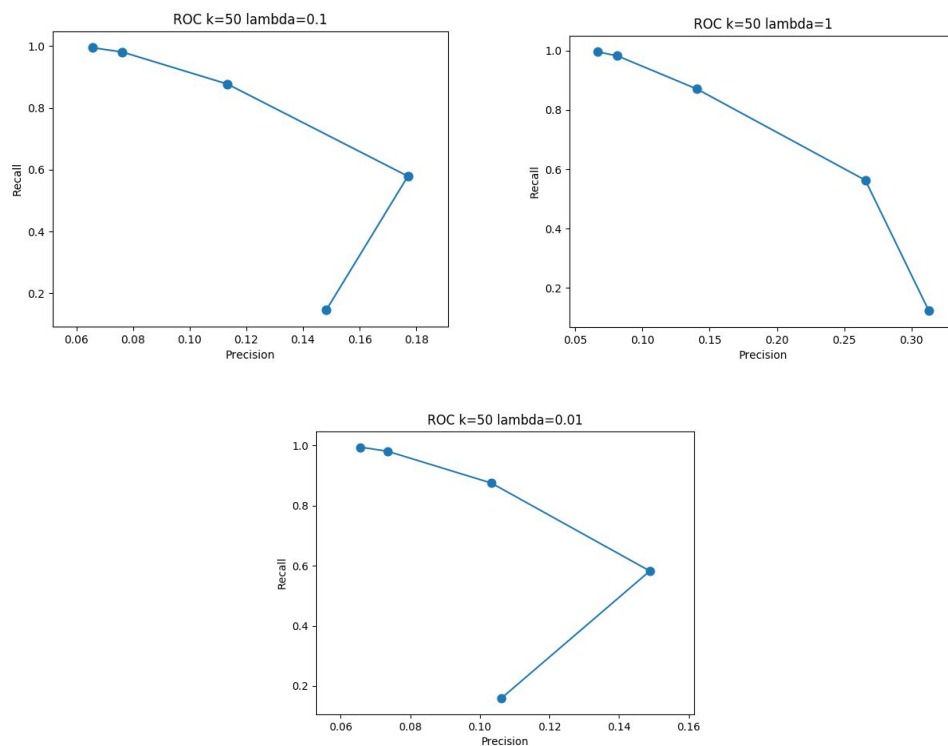 ROC k=50 lambda=0.1
1.0
0.8
0.6
0.4
0.2
Recall
0.06 0.08 0.10 0.12 0.14 0.16 0.18
Precision
ROC k=50 lambda=1
1.0
0.8
0.6
0.4
0.2
Recall
0.05 0.10 0.15 0.20 0.25 0.30
Precision
ROC k=50 lambda=0.01
1.0
0.8
0.6
0.4
0.2
Recall
0.06 0.08 0.10 0.12 0.14 0.16
Precision